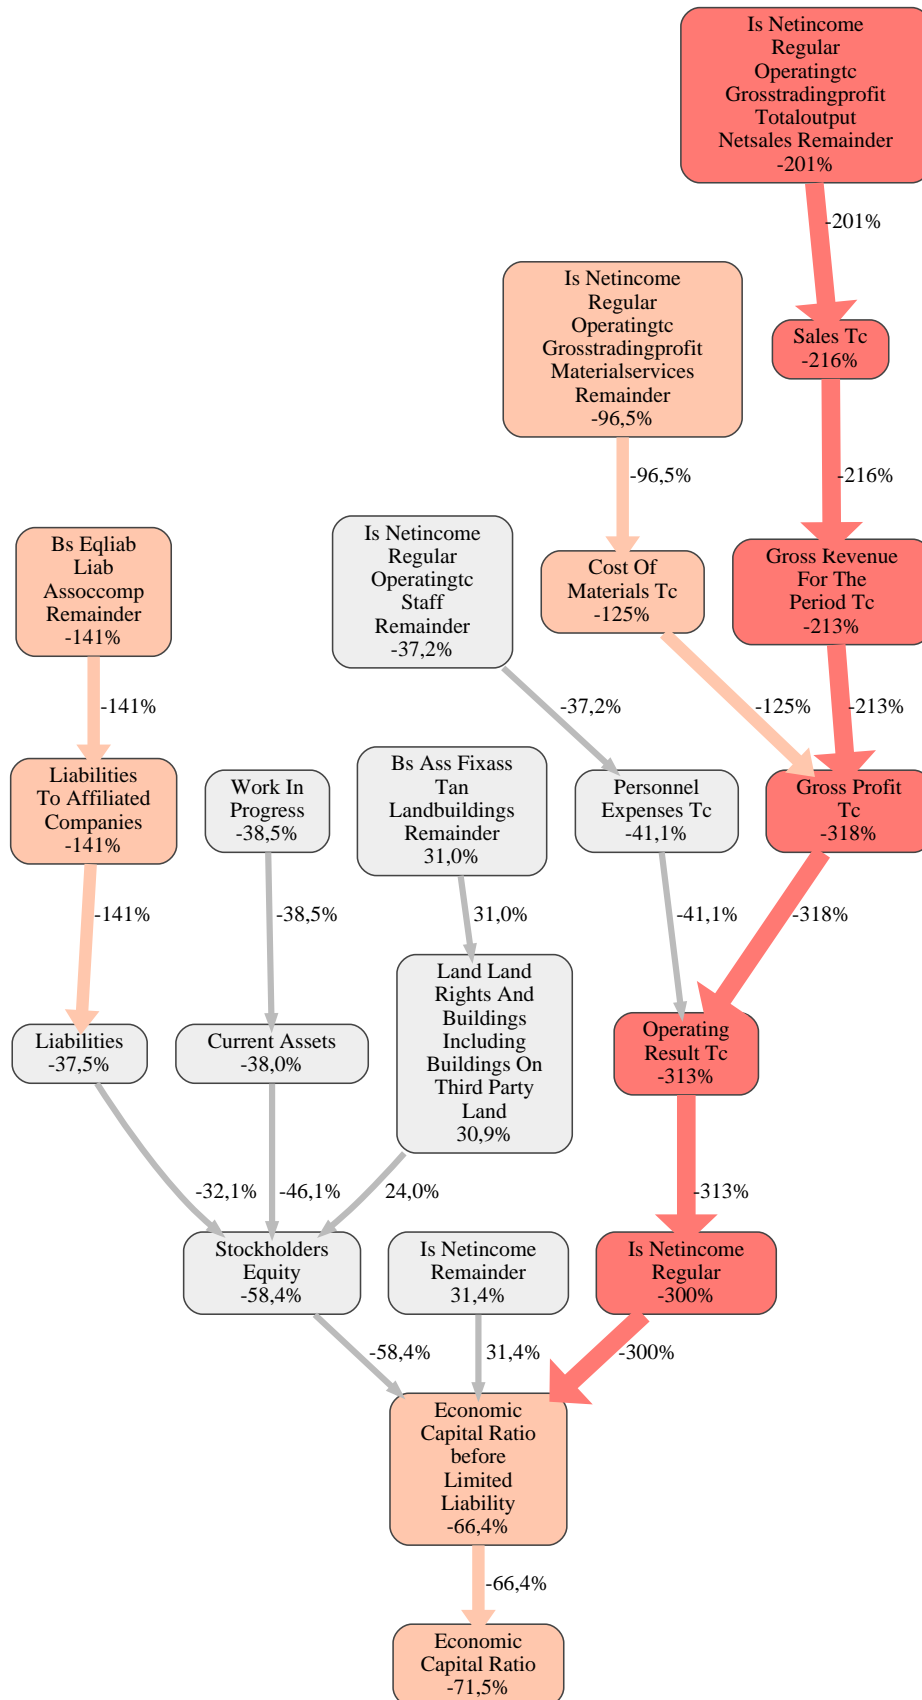 Is Netincome
Regular
Operatingtc
Grosstradingprofit
Totaloutput
Netsales Remainder
-201%
-201%
Is Netincome
Regular
Operatingtc
Grosstradingprofit
Materialservices
Remainder
-96,5%
Sales Tc
-216%
-96,5%
-216%
Bs Eqliab
Liab
Assoccomp
Remainder
-141%
Is Netincome
Regular
Operatingtc
Staff
Remainder
-37,2%
Cost Of
Materials Tc
-125%
Gross Revenue
For The
Period Tc
-213%
-141%
-37,2%
-125%
-213%
Liabilities
To Affiliated
Companies
-141%
Work In
Progress
-38,5%
Bs Ass Fixass
Tan
Landbuildings
Remainder
31,0%
Personnel
Expenses Tc
-41,1%
Gross Profit
Tc
-318%
-141%
-38,5%
31,0%
-41,1%
-318%
Liabilities
-37,5%
Current Assets
-38,0%
Land Land
Rights And
Buildings
Including
Buildings On
Third Party
Land
30,9%
Operating
Result Tc
-313%
-32,1%
-46,1%
24,0%
-313%
Stockholders
Equity
-58,4%
Is Netincome
Remainder
31,4%
Is Netincome
Regular
-300%
-58,4%
31,4%
-300%
Economic
Capital Ratio
before
Limited
Liability
-66,4%
-66,4%
Economic
Capital Ratio
-71,5%